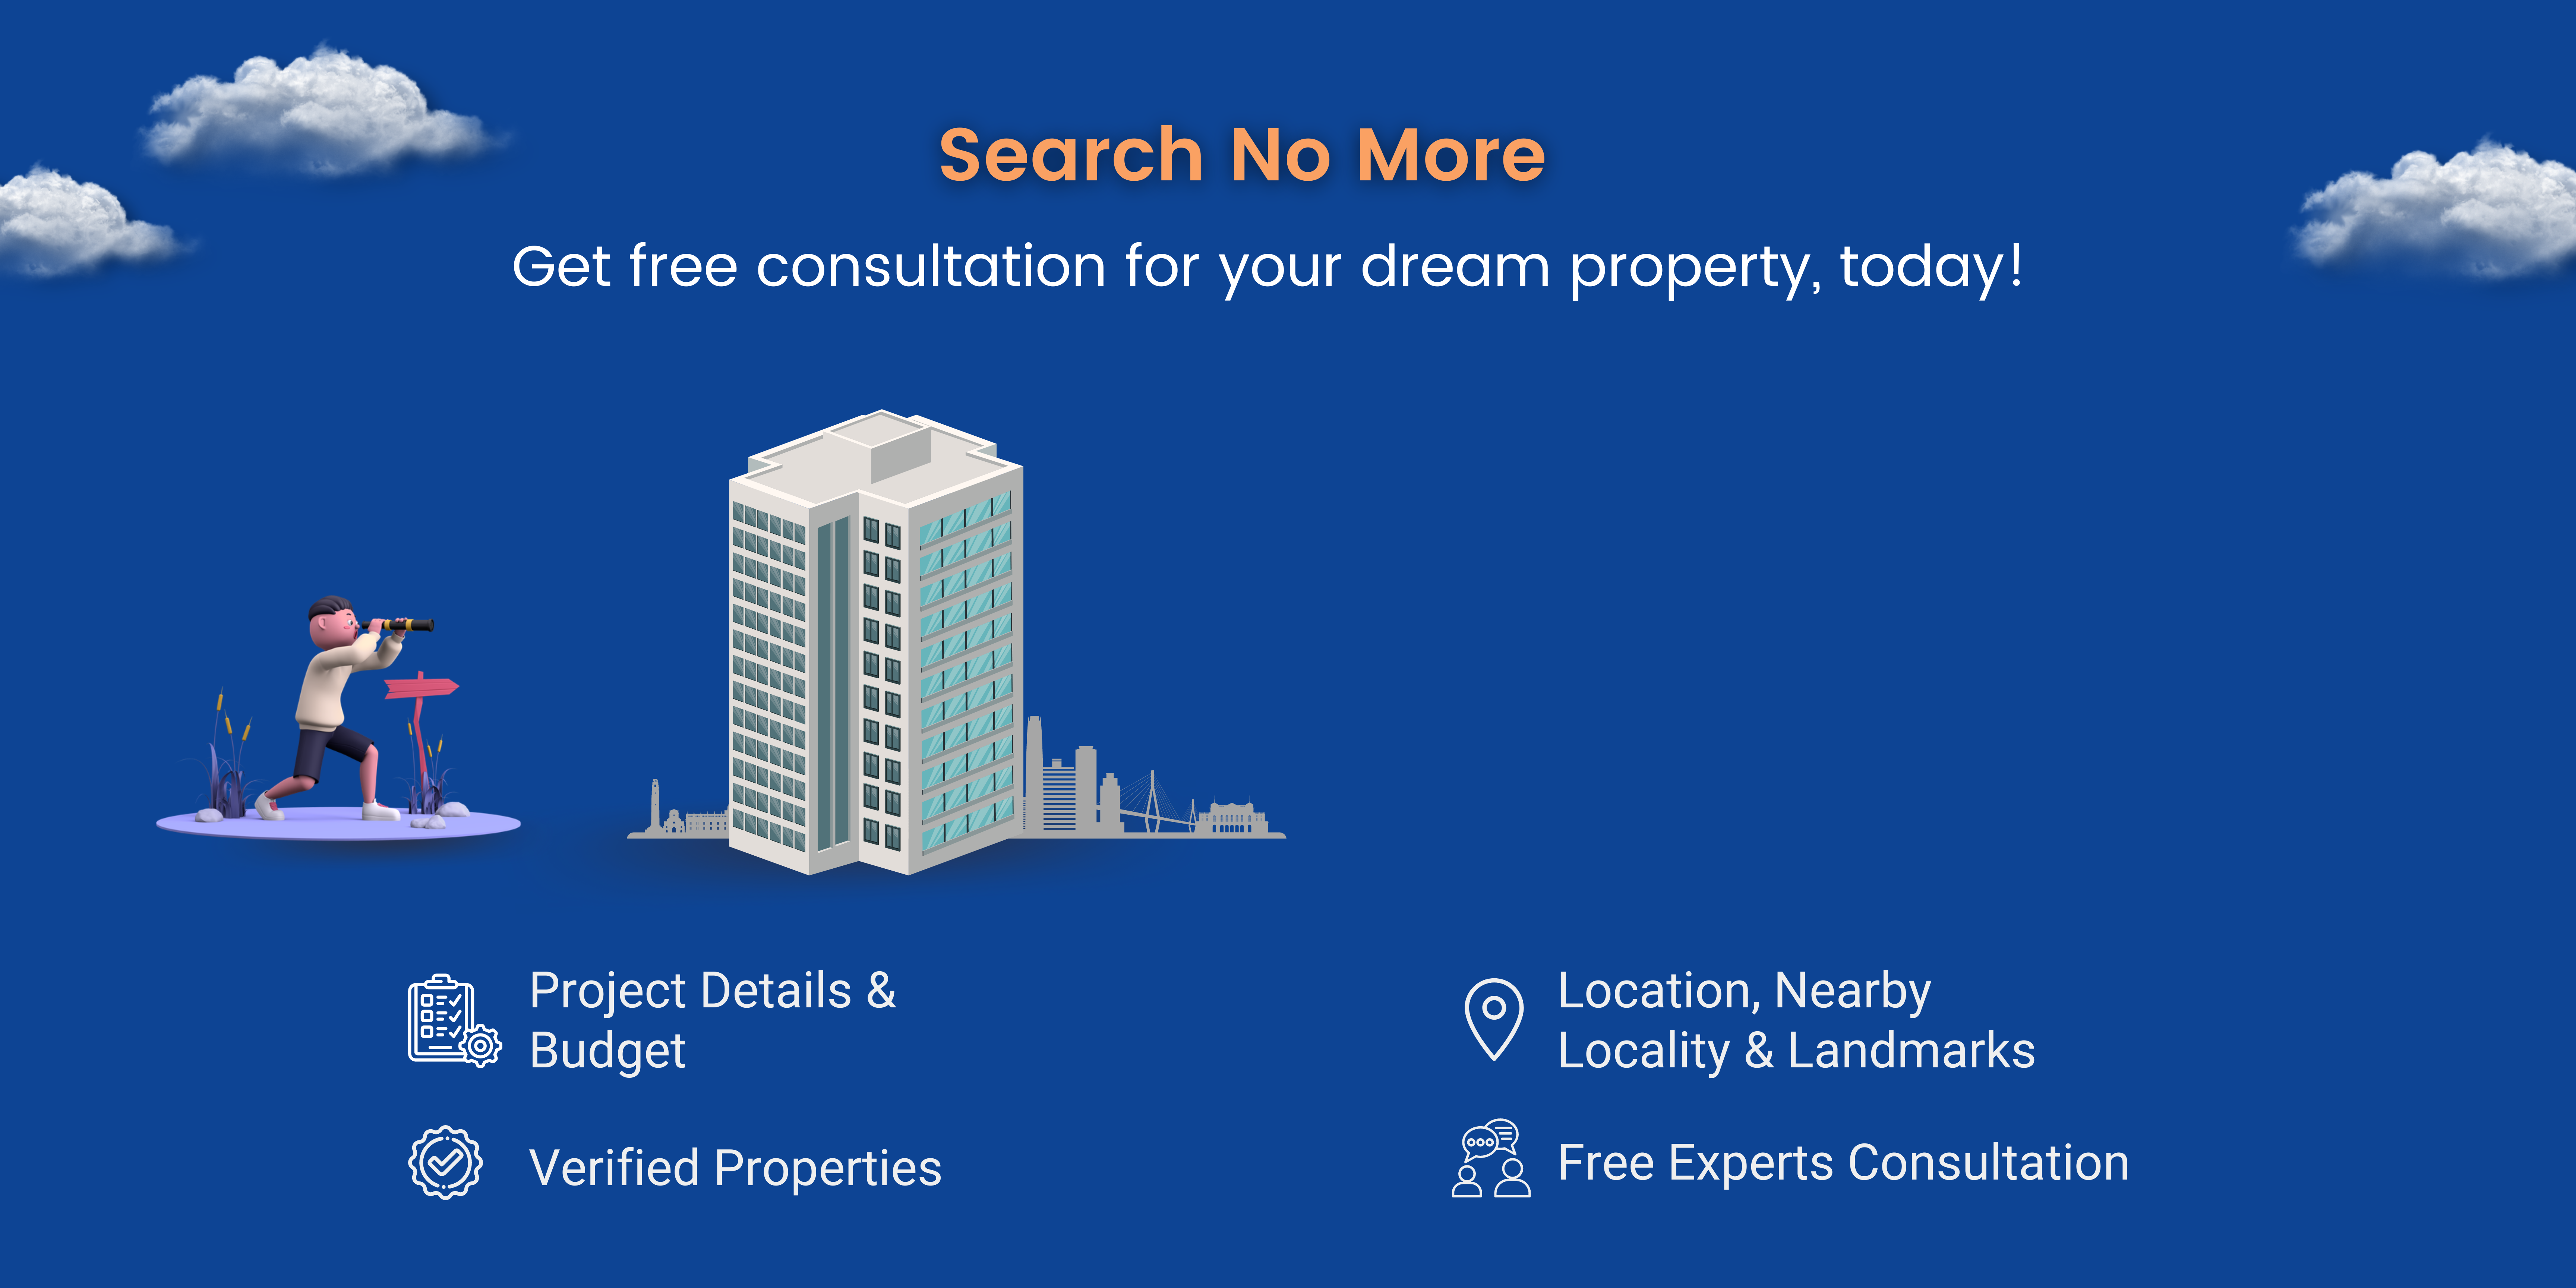 Search No More
Get free consultation for your dream property, today!
Project Details &
Budget
Location, Nearby
Locality & Landmarks
Verified Properties
Free Experts Consultation